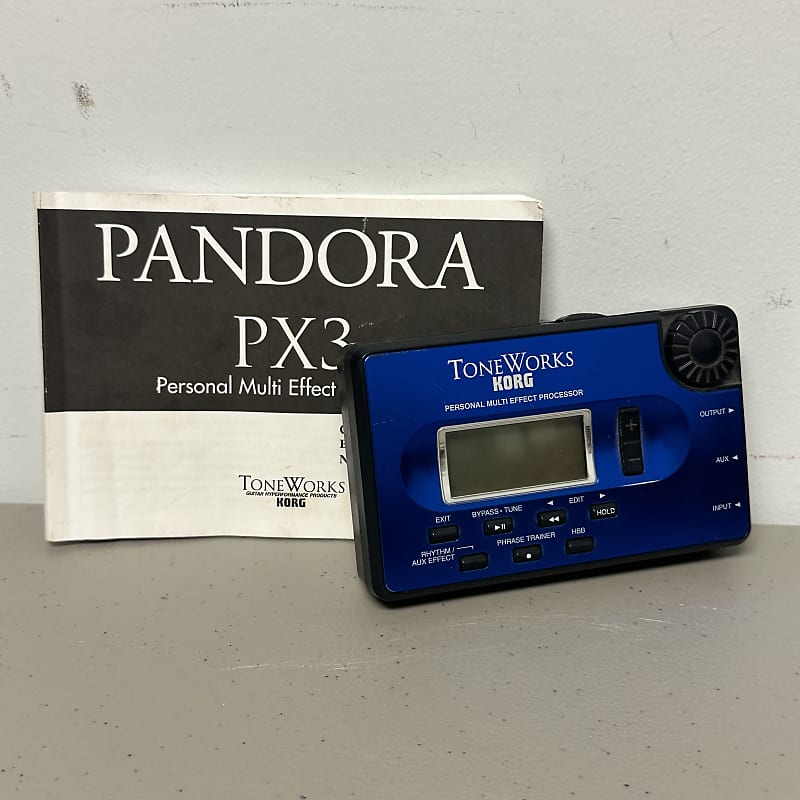 PANDORA
PX3
Personal Multi Effect
TONEWORKS
GUITAR HYPERFORMANCE PRODUCTS
KORG
TONEWORKS
KORG
PERSONAL MULTI EFFECT PROCESSOR
OUTPUT ▶
AUX ◀
INPUT ◀
EXIT
BYPASS • TUNE
◀ EDIT ▶
▶II
◀◀
HOLD
RHYTHM /
AUX EFFECT
PHRASE TRAINER
HBB
●
+
−